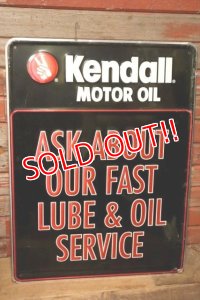 Kendall®
MOTOR OIL
ASK ABOUT
SOLD OUT!!
OUR FAST
LUBE & OIL
SERVICE